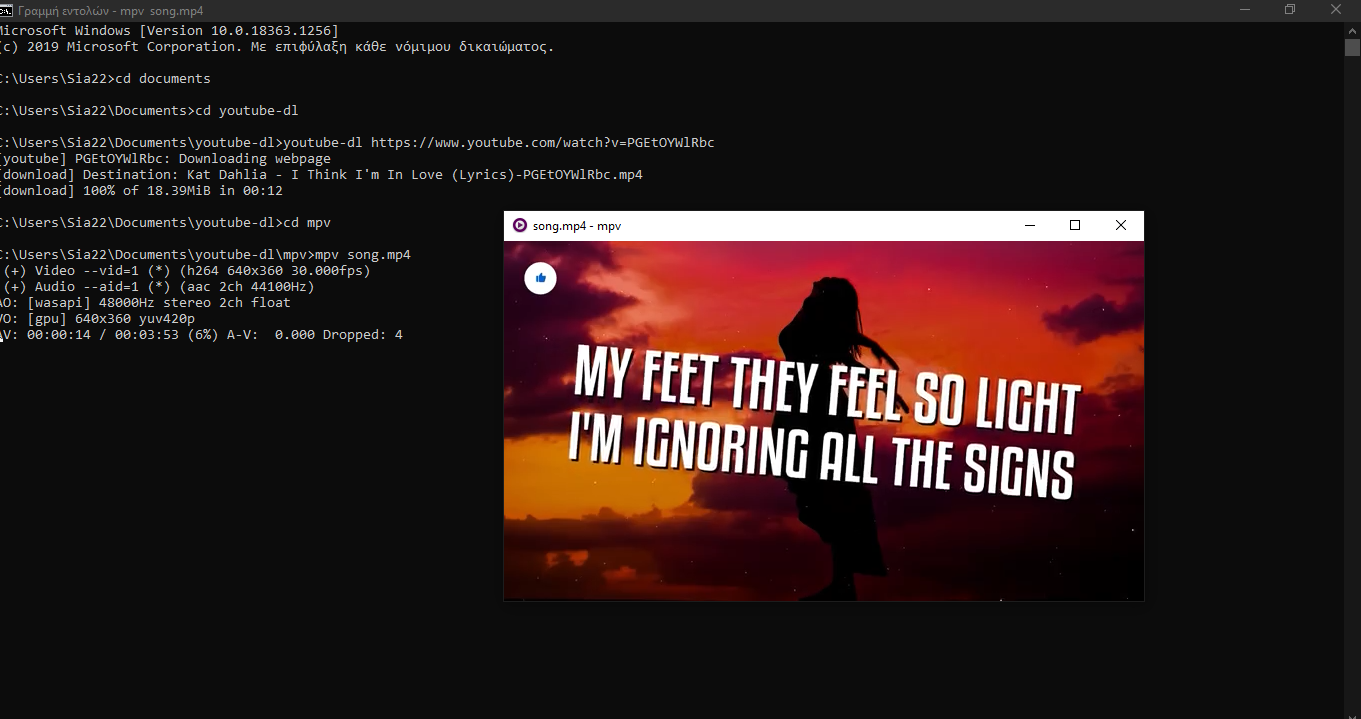 Γραμμή εντολών - mpv song.mp4
Microsoft Windows [Version 10.0.18363.1256]
(c) 2019 Microsoft Corporation. Με επιφύλαξη κάθε νόμιμου δικαιώματος.
C:\Users\Sia22>cd documents
C:\Users\Sia22\Documents>cd youtube-dl
C:\Users\Sia22\Documents\youtube-dl>youtube-dl https://www.youtube.com/watch?v=PGEtOYWlRbc
[youtube] PGEtOYWlRbc: Downloading webpage
[download] Destination: Kat Dahlia - I Think I'm In Love (Lyrics)-PGEtOYWlRbc.mp4
[download] 100% of 18.39MiB in 00:12
C:\Users\Sia22\Documents\youtube-dl>cd mpv
C:\Users\Sia22\Documents\youtube-dl\mpv>mpv song.mp4
(+) Video --vid=1 (*) (h264 640x360 30.000fps)
(+) Audio --aid=1 (*) (aac 2ch 44100Hz)
AO: [wasapi] 48000Hz stereo 2ch float
VO: [gpu] 640x360 yuv420p
AV: 00:00:14 / 00:03:53 (6%) A-V: 0.000 Dropped: 4
song.mp4 - mpv
MY FEET THEY FEEL SO LIGHT
I'M IGNORING ALL THE SIGNS